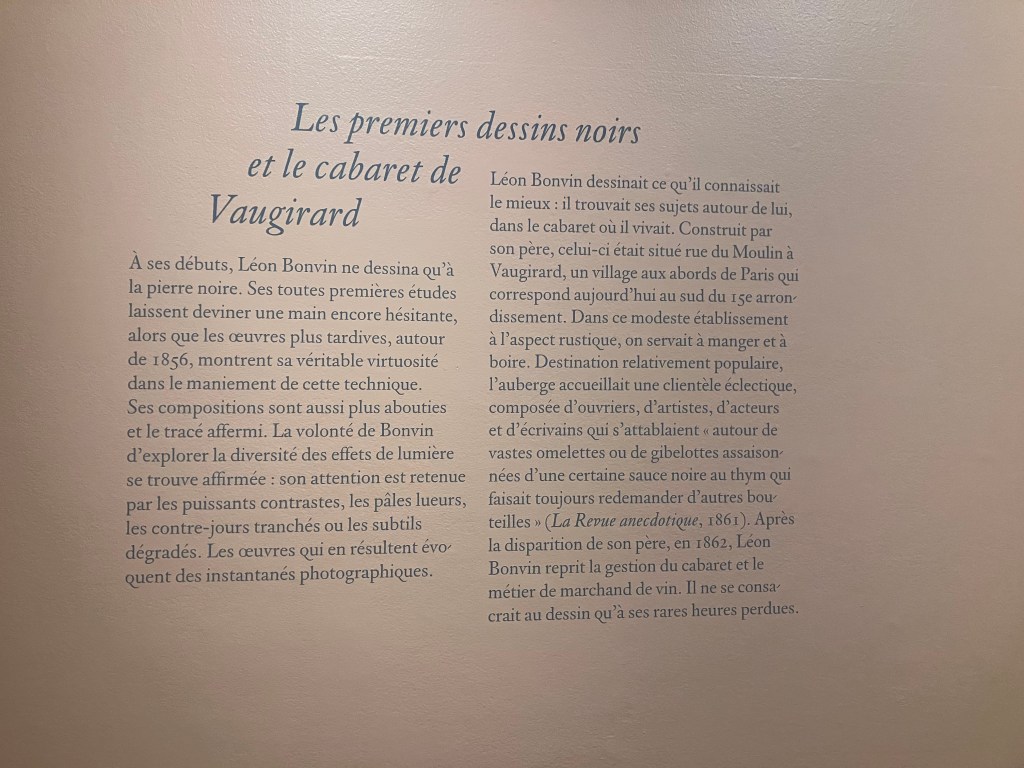 Les premiers dessins noirs
et le cabaret de
Vaugirard
À ses débuts, Léon Bonvin ne dessina qu’à
la pierre noire. Ses toutes premières études
laissent deviner une main encore hésitante,
alors que les œuvres plus tardives, autour
de 1856, montrent sa véritable virtuosité
dans le maniement de cette technique.
Ses compositions sont aussi plus abouties
et le tracé affermi. La volonté de Bonvin
d’explorer la diversité des effets de lumière
se trouve affirmée : son attention est retenue
par les puissants contrastes, les pâles lueurs,
les contre-jours tranchés ou les subtils
dégradés. Les œuvres qui en résultent évo-
quent des instantanés photographiques.
Léon Bonvin dessinait ce qu’il connaissait
le mieux : il trouvait ses sujets autour de lui,
dans le cabaret où il vivait. Construit par
son père, celui-ci était situé rue du Moulin à
Vaugirard, un village aux abords de Paris qui
correspond aujourd’hui au sud du 15e arron-
dissement. Dans ce modeste établissement
à l’aspect rustique, on servait à manger et à
boire. Destination relativement populaire,
l’auberge accueillait une clientèle éclectique,
composée d’ouvriers, d’artistes, d’acteurs
et d’écrivains qui s’attablaient « autour de
vastes omelettes ou de gibelottes assaison-
nées d’une certaine sauce noire au thym qui
faisait toujours redemander d’autres bou-
teilles » (La Revue anecdotique, 1861). Après
la disparition de son père, en 1862, Léon
Bonvin reprit la gestion du cabaret et le
métier de marchand de vin. Il ne se consa-
crait au dessin qu’à ses rares heures perdues.